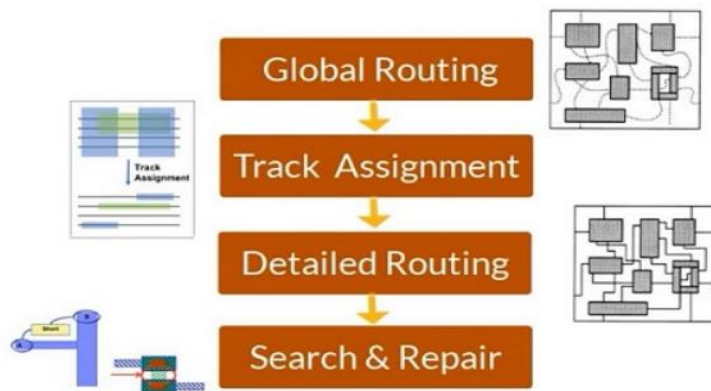 Global Routing
Track Assignment
Track
Assignment
Detailed Routing
Short
Search & Repair